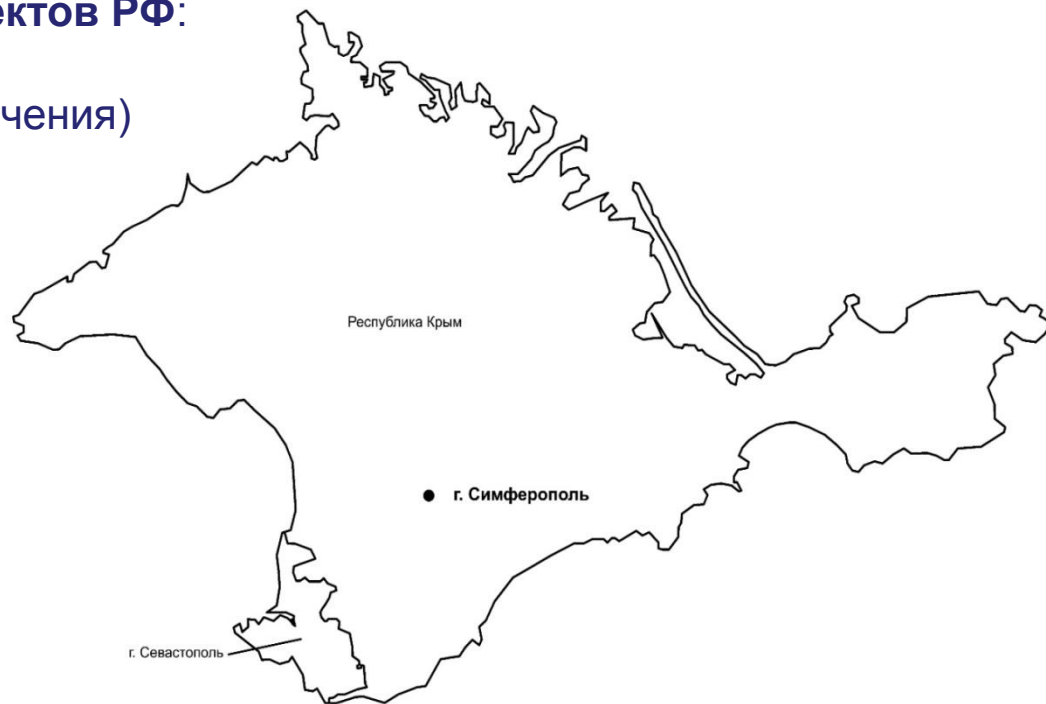 ектов РФ:
чения)
Республика Крым
г. Симферополь
г. Севастополь